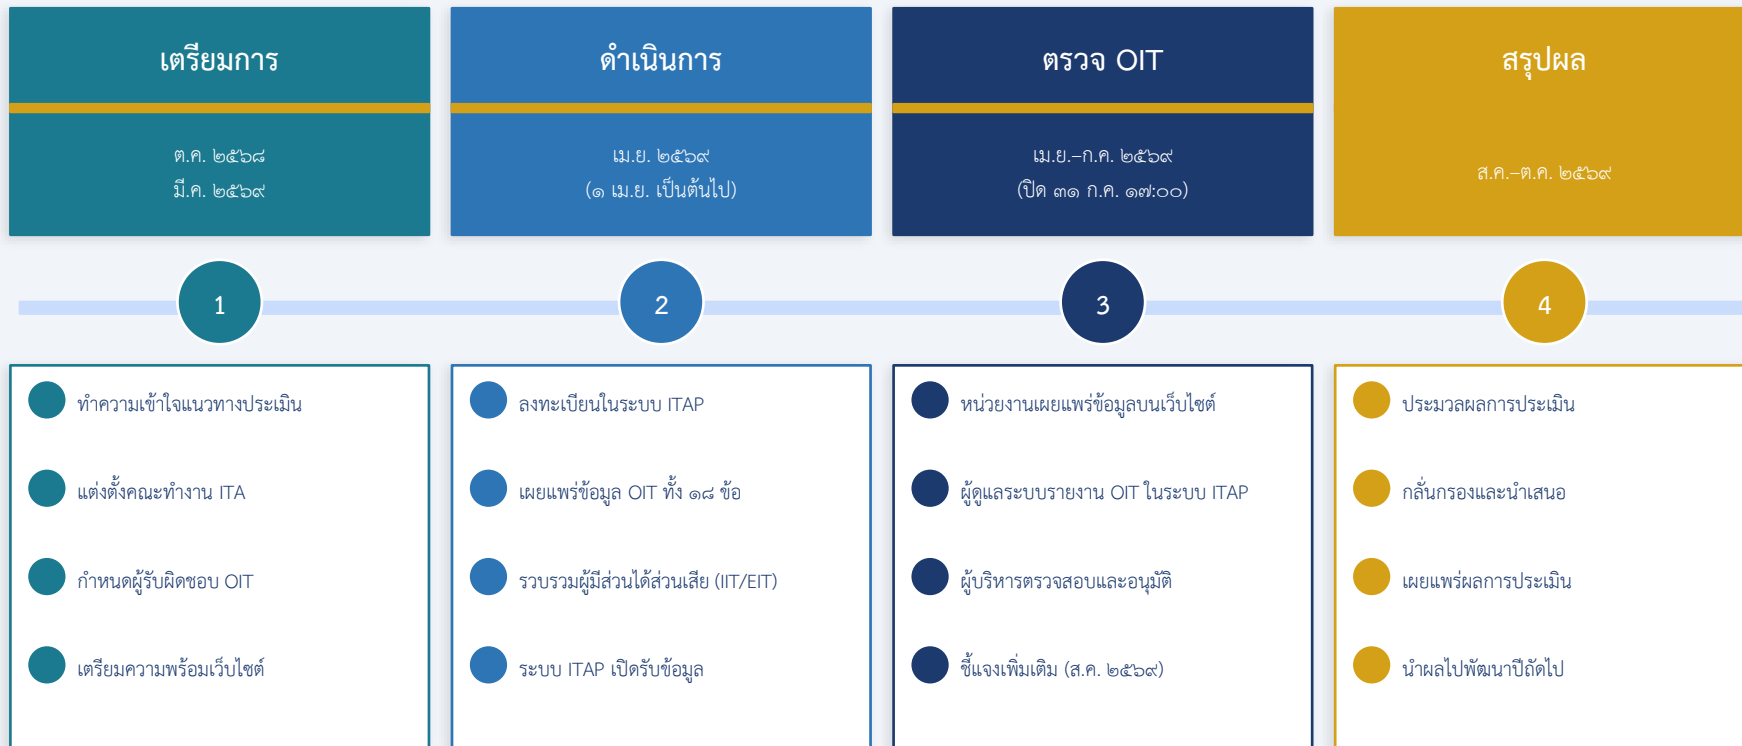 เตรียมการ
ต.ค. ๒๕๖๘
มี.ค. ๒๕๖๙
ดำเนินการ
เม.ย. ๒๕๖๙
(๑ เม.ย. เป็นต้นไป)
ตรวจ OIT
เม.ย.–ก.ค. ๒๕๖๙
(ปิด ๓๑ ก.ค. ๑๗:๐๐)
สรุปผล
ส.ค.–ต.ค. ๒๕๖๙
1
2
3
4
ทำความเข้าใจแนวทางประเมิน
แต่งตั้งคณะทำงาน ITA
กำหนดผู้รับผิดชอบ OIT
เตรียมความพร้อมเว็บไซต์
ลงทะเบียนในระบบ ITAP
เผยแพร่ข้อมูล OIT ทั้ง ๑๘ ข้อ
รวบรวมผู้มีส่วนได้ส่วนเสีย (IIT/EIT)
ระบบ ITAP เปิดรับข้อมูล
หน่วยงานเผยแพร่ข้อมูลบนเว็บไซต์
ผู้ดูแลระบบรายงาน OIT ในระบบ ITAP
ผู้บริหารตรวจสอบและอนุมัติ
ชี้แจงเพิ่มเติม (ส.ค. ๒๕๖๙)
ประมวลผลการประเมิน
กลั่นกรองและนำเสนอ
เผยแพร่ผลการประเมิน
นำผลไปพัฒนาปีถัดไป